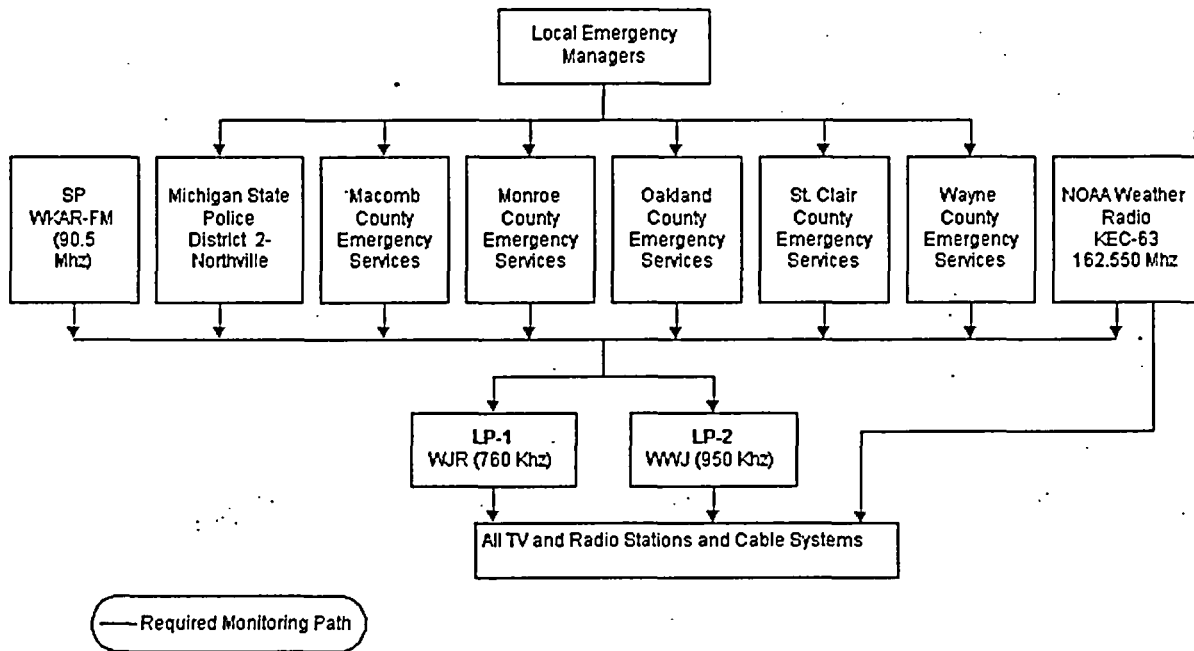 Local Emergency
Managers
SP
WKAR-FM
(90.5
Mhz)
Michigan State
Police
District 2-
Northville
Macomb
County
Emergency
Services
Monroe
County
Emergency
Services
Oakland
County
Emergency
Services
St. Clair
County
Emergency
Services
Wayne
County
Emergency
Services
NOAA Weather
Radio
KEC-63
162.550 Mhz
LP-1
WJR (760 Khz)
LP-2
WWJ (950 Khz)
All TV and Radio Stations and Cable Systems
Required Monitoring Path